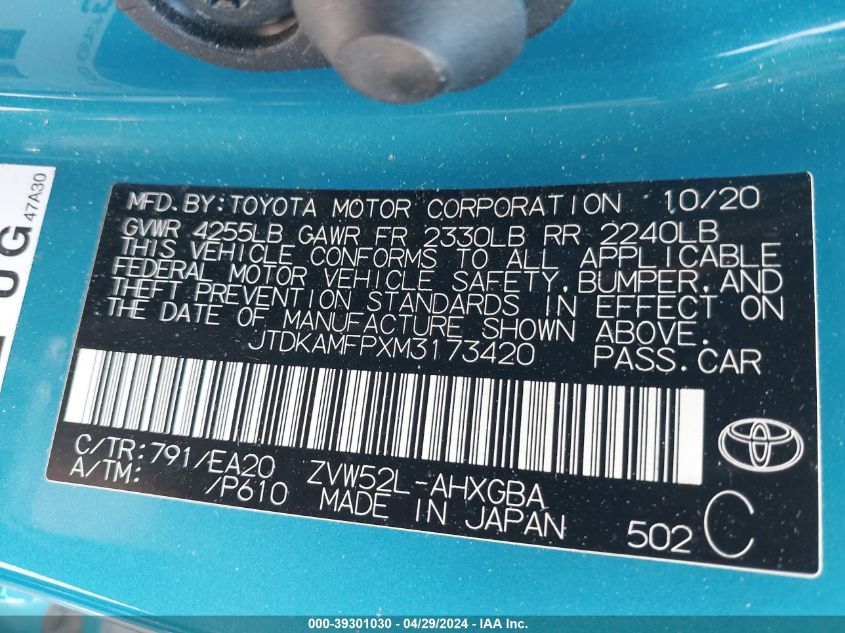 MFD. BY: TOYOTA MOTOR CORPORATION 10/20
GVWR 4255LB GAWR FR 2330LB RR 2240LB
THIS VEHICLE CONFORMS TO ALL APPLICABLE
FEDERAL MOTOR VEHICLE SAFETY, BUMPER, AND
THEFT PREVENTION STANDARDS IN EFFECT ON
THE DATE OF MANUFACTURE SHOWN ABOVE.
JTDKAMFPXM3173420 PASS. CAR
C/TR: 791/EA20 ZVW52L-AHXGBA
A/TM: /P610 MADE IN JAPAN 502 C
47A30
000-39301030 - 04/29/2024 - IAAI.com